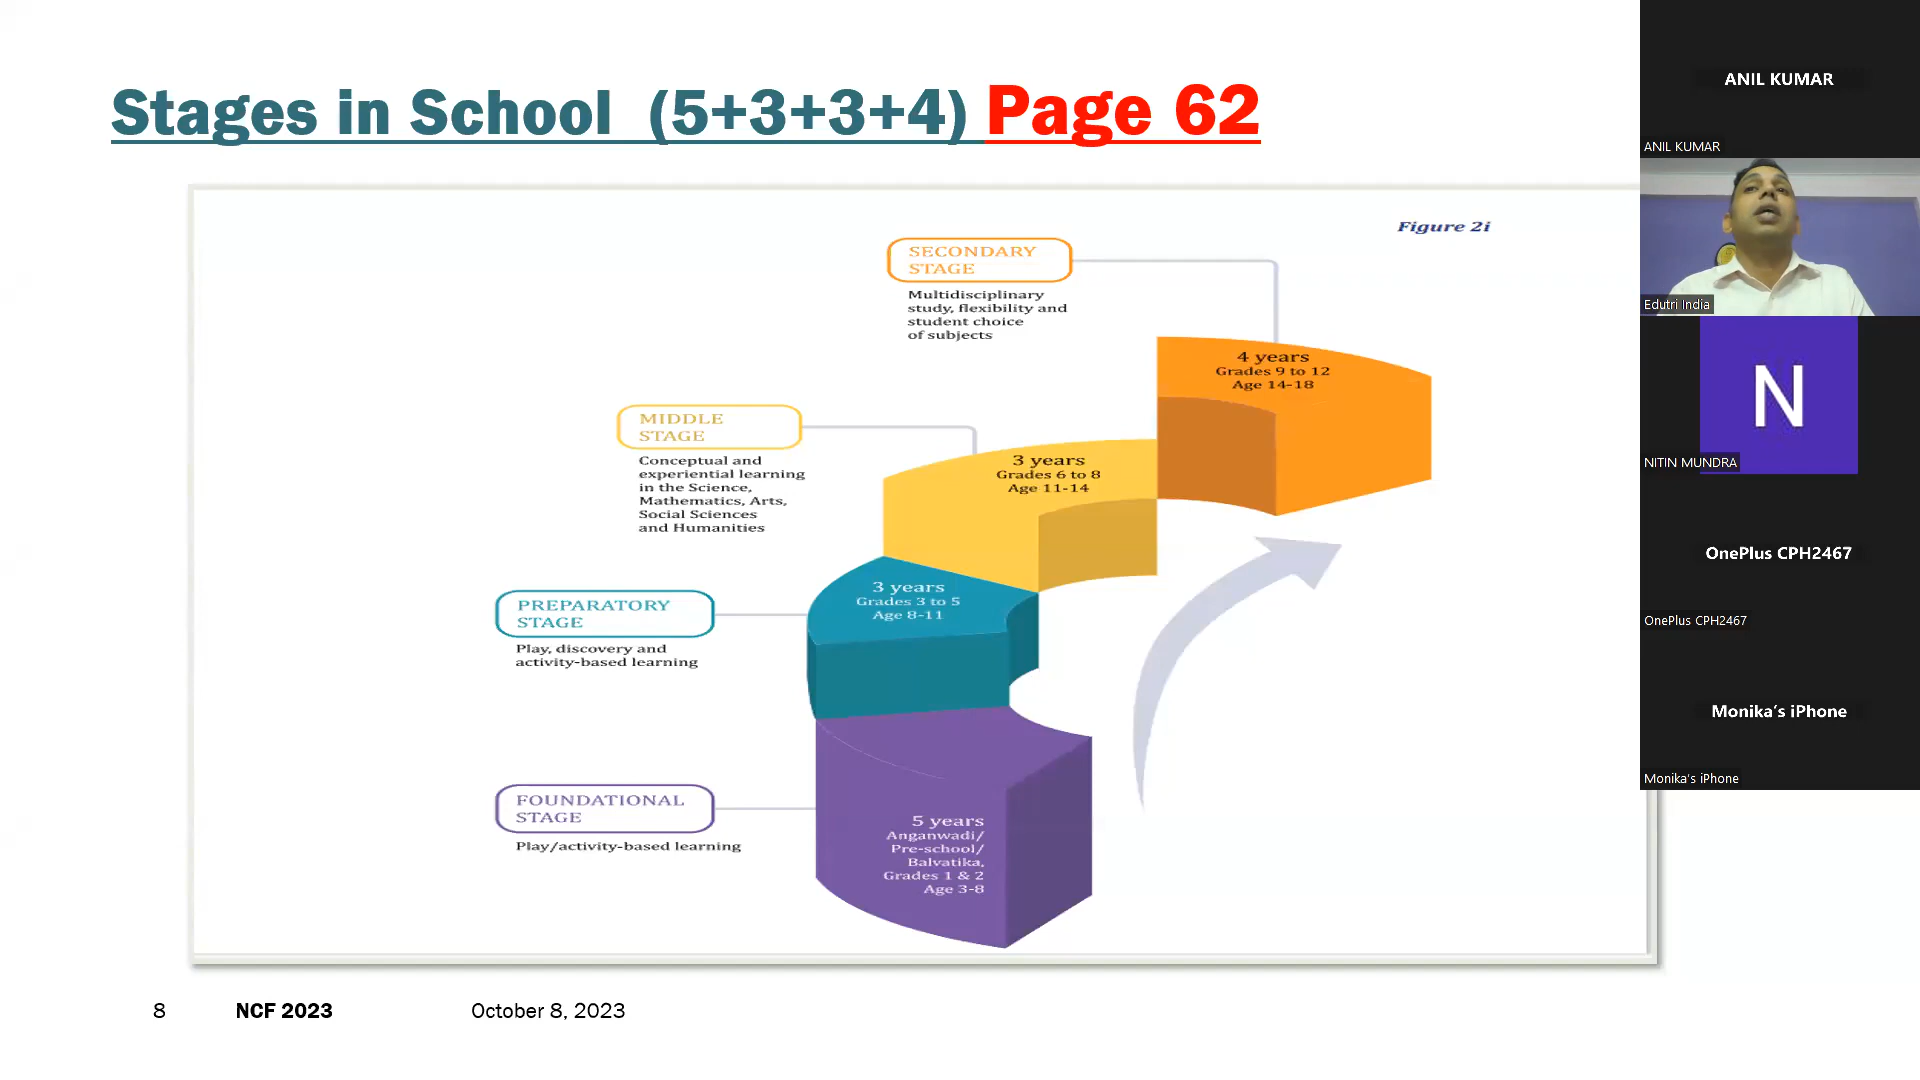 Stages in School (5+3+3+4) Page 62
Figure 2i
SECONDARY
STAGE
Multidisciplinary
study, flexibility and
student choice
of subjects
4 years
Grades 9 to 12
Age 14-18
MIDDLE
STAGE
Conceptual and
experiential learning
in the Science,
Mathematics, Arts,
Social Sciences
and Humanities
3 years
Grades 6 to 8
Age 11-14
PREPARATORY
STAGE
Play, discovery and
activity-based learning
3 years
Grades 3 to 5
Age 8-11
FOUNDATIONAL
STAGE
Play/activity-based learning
5 years
Anganwadi/
Pre-school/
Balvatika,
Grades 1 & 2
Age 3-8
8 NCF 2023 October 8, 2023
ANIL KUMAR
ANIL KUMAR
Edutri India
N
NITIN MUNDRA
OnePlus CPH2467
OnePlus CPH2467
Monika's iPhone
Monika's iPhone